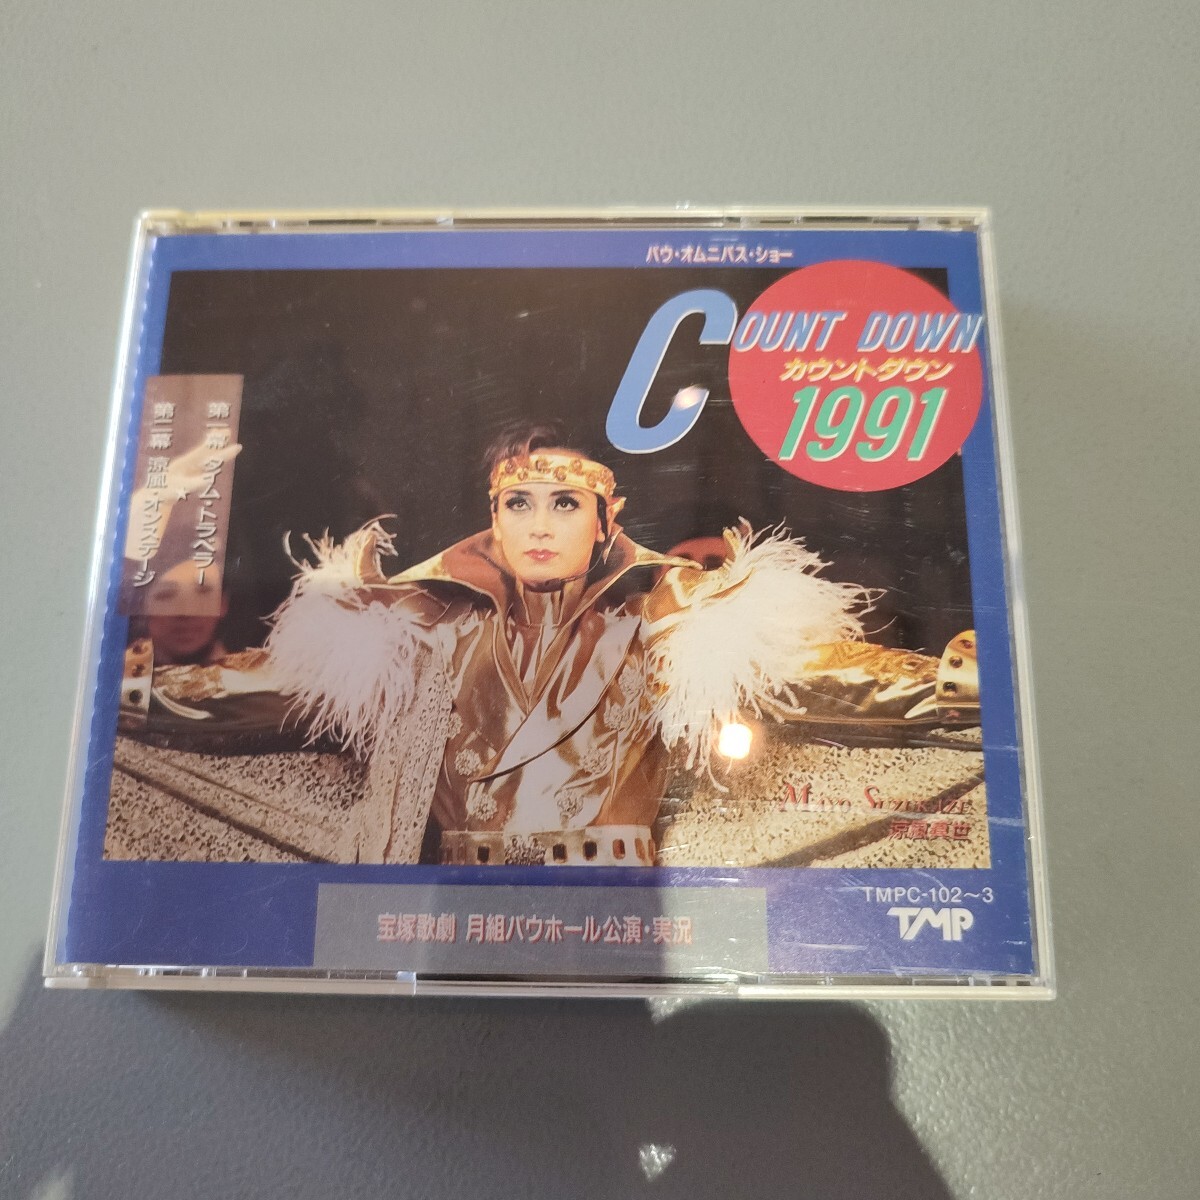 バウ・オムニバス・ショー
COUNT DOWN
カウントダウン
1991
第一幕 タイム・トラベラー
★
第二幕 涼風・オンステージ
MAYO SUZUKAZE
涼風真世
TMPC-102～3
TMP
宝塚歌劇 月組バウホール公演・実況